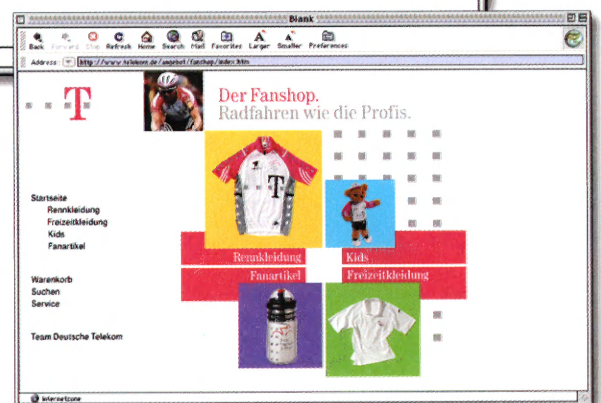 Blank
Back Forward Stop Refresh Home Search Mail Favorites Larger Smaller Preferences
Address: http://www.telekom.de/angebot/fanshop/index.htm
T
Der Fanshop.
Radfahren wie die Profis.
T
Startseite
Rennkleidung
Freizeitkleidung
Kids
Fanartikel
Rennkleidung
Kids
Fanartikel
Freizeitkleidung
Warenkorb
Suchen
Service
Team Deutsche Telekom
Internetzone